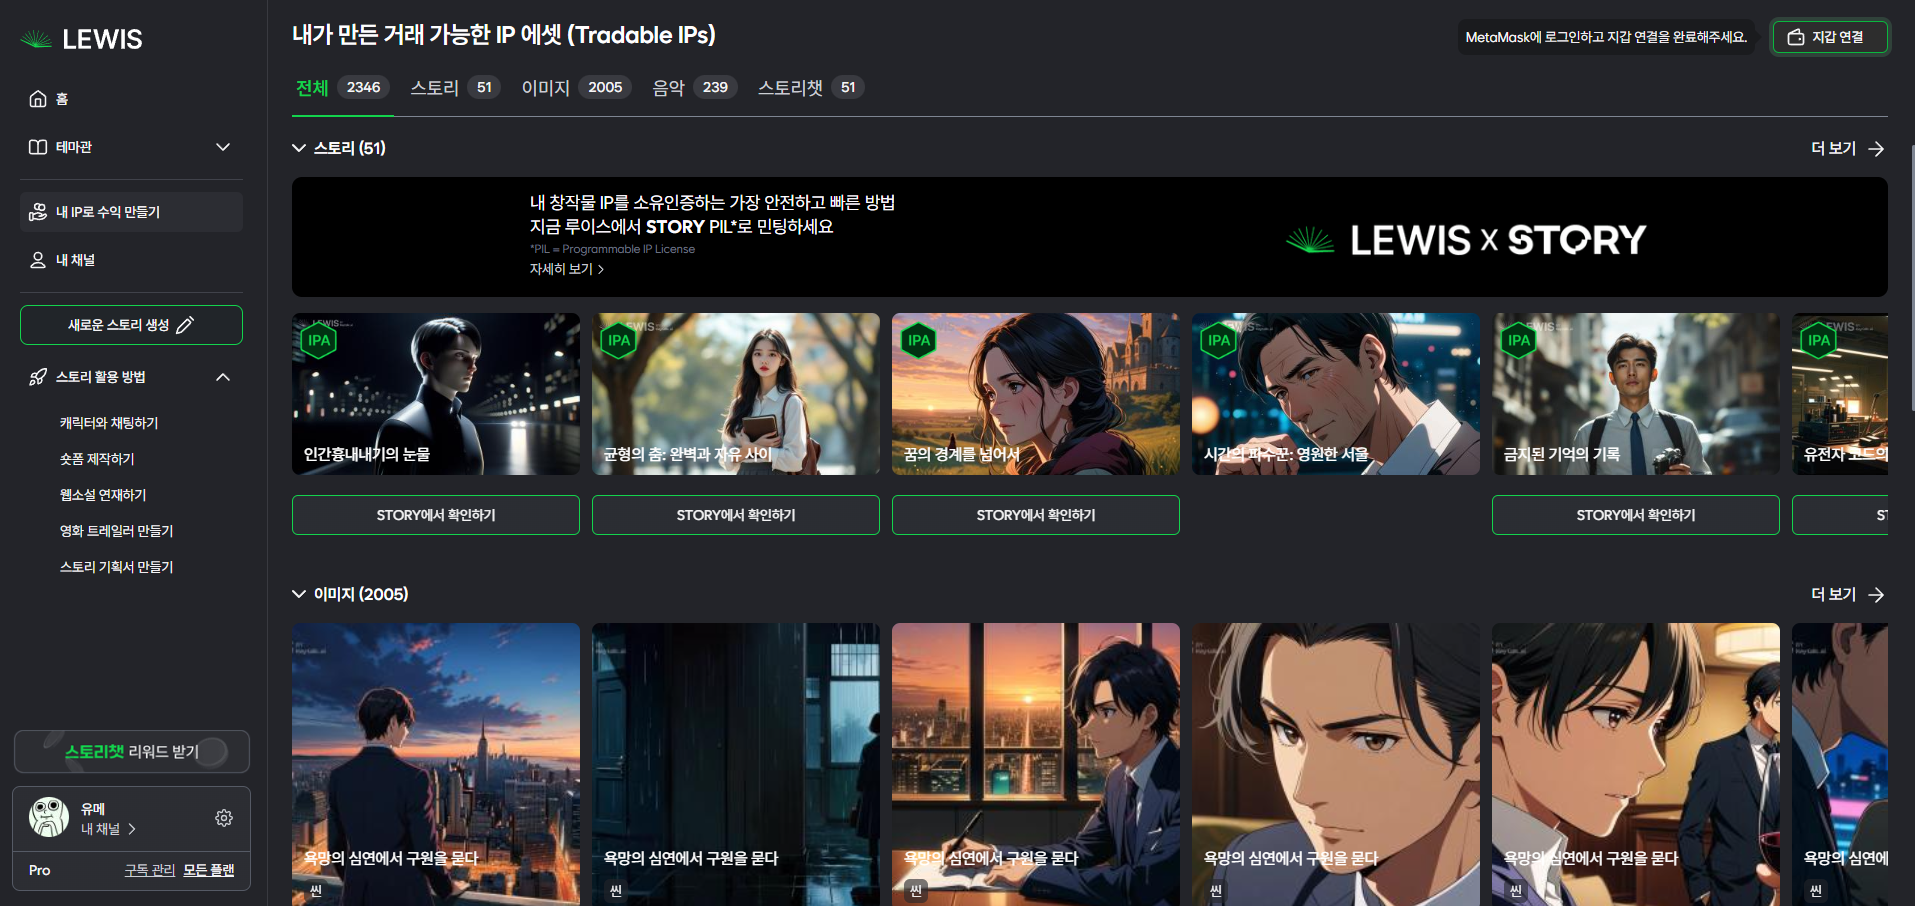 LEWIS
홈
테마관
내 IP로 수익 만들기
내 채널
새로운 스토리 생성
스토리 활용 방법
캐릭터와 채팅하기
숏폼 제작하기
웹소설 연재하기
영화 트레일러 만들기
스토리 기획서 만들기
스토리챗 리워드 받기
유메
내 채널
Pro 구독 관리 모든 플랜
내가 만든 거래 가능한 IP 에셋 (Tradable IPs)
MetaMask에 로그인하고 지갑 연결을 완료해주세요.
지갑 연결
전체 2346 스토리 51 이미지 2005 음악 239 스토리챗 51
스토리 (51)
더 보기
내 창작물 IP를 소유인증하는 가장 안전하고 빠른 방법
지금 루이스에서 STORY PIL*로 민팅하세요
*PIL = Programmable IP License
자세히 보기
LEWIS x STORY
IPA
인간흉내내기의 눈물
STORY에서 확인하기
IPA
균형의 춤: 완벽과 자유 사이
STORY에서 확인하기
IPA
꿈의 경계를 넘어서
STORY에서 확인하기
IPA
시간의 파수꾼: 영원한 서울
IPA
금지된 기억의 기록
STORY에서 확인하기
IPA
유전자 코드의
ST
이미지 (2005)
더 보기
욕망의 심연에서 구원을 묻다
씬
욕망의 심연에서 구원을 묻다
씬
욕망의 심연에서 구원을 묻다
씬
욕망의 심연에서 구원을 묻다
씬
욕망의 심연에서 구원을 묻다
씬
욕망의 심연에
씬